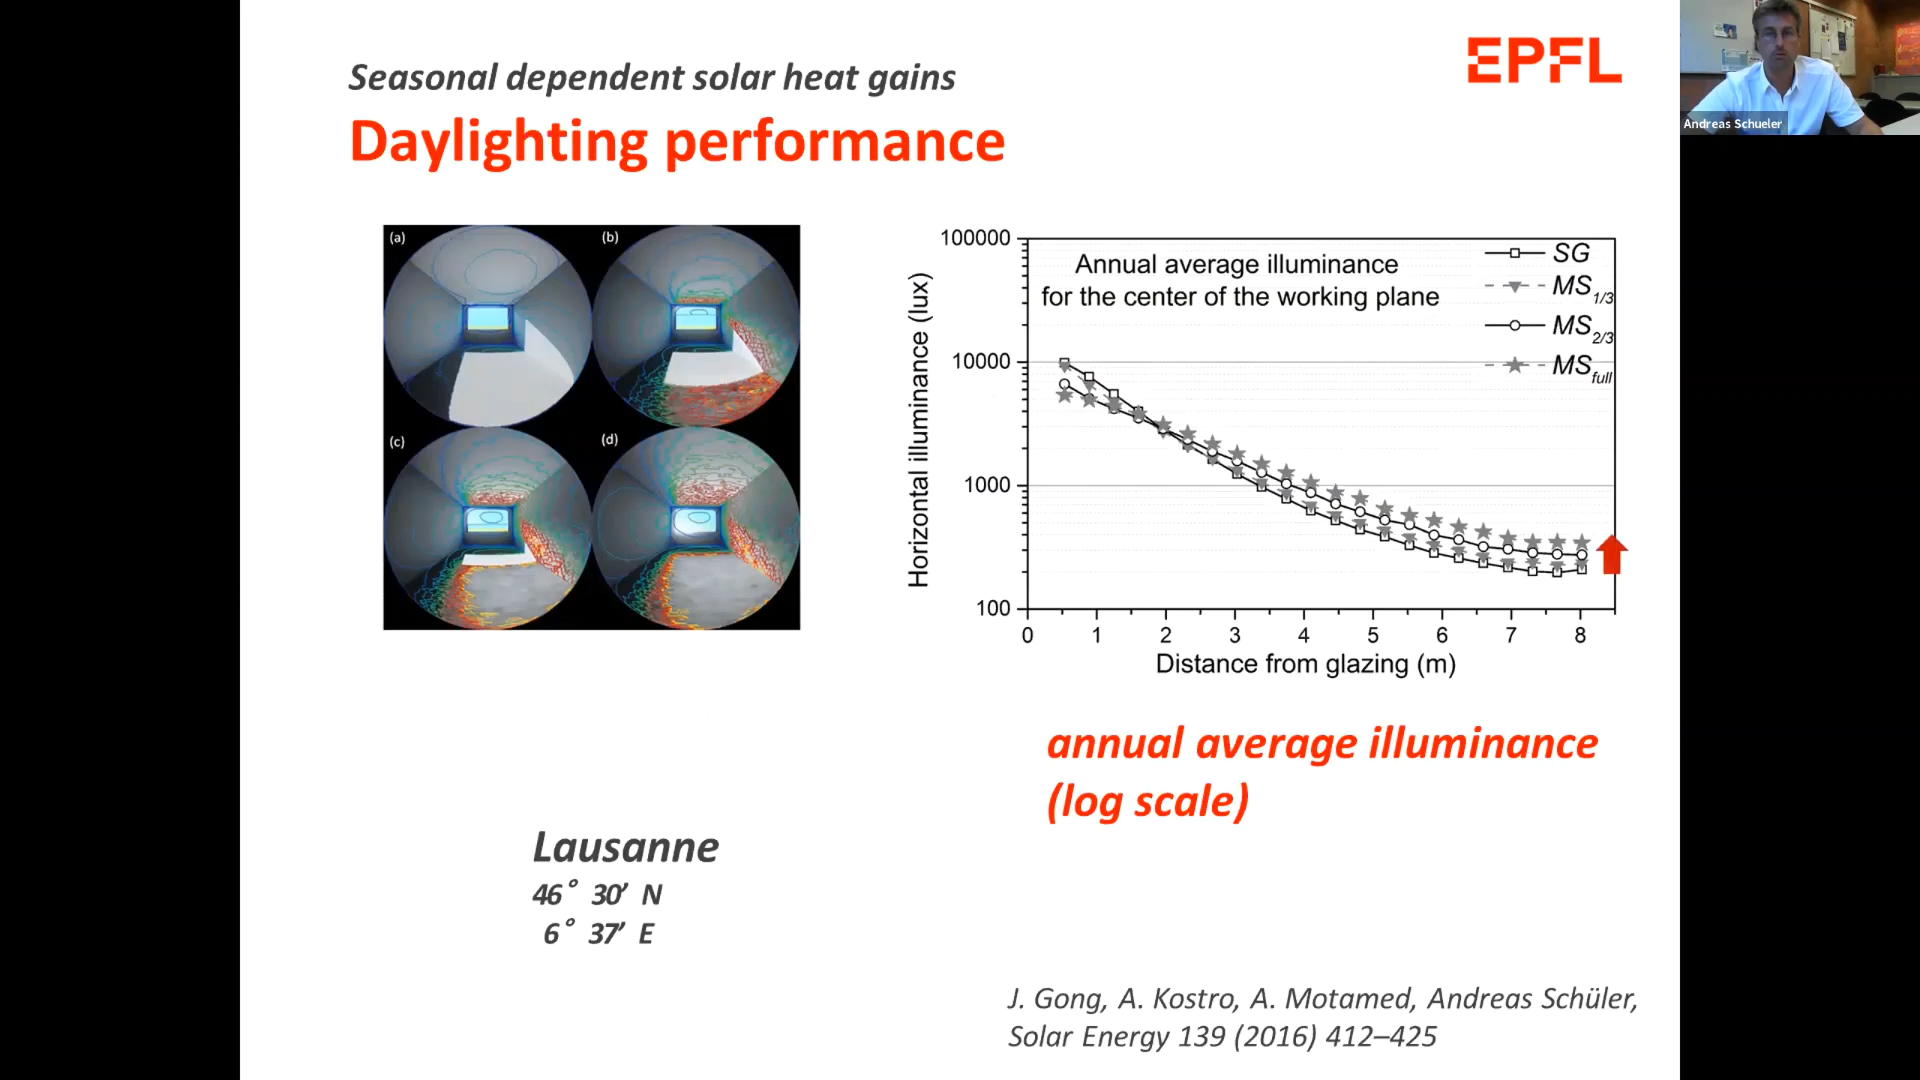 Seasonal dependent solar heat gains
Daylighting performance
EPFL
Andreas Schueler
(a)
(b)
(c)
(d)
100000
10000
1000
100
Horizontal illuminance (lux)
Annual average illuminance
for the center of the working plane
SG
MS1/3
MS2/3
MSfull
0 1 2 3 4 5 6 7 8
Distance from glazing (m)
annual average illuminance
(log scale)
Lausanne
46° 30′ N
6° 37′ E
J. Gong, A. Kostro, A. Motamed, Andreas Schüler,
Solar Energy 139 (2016) 412–425